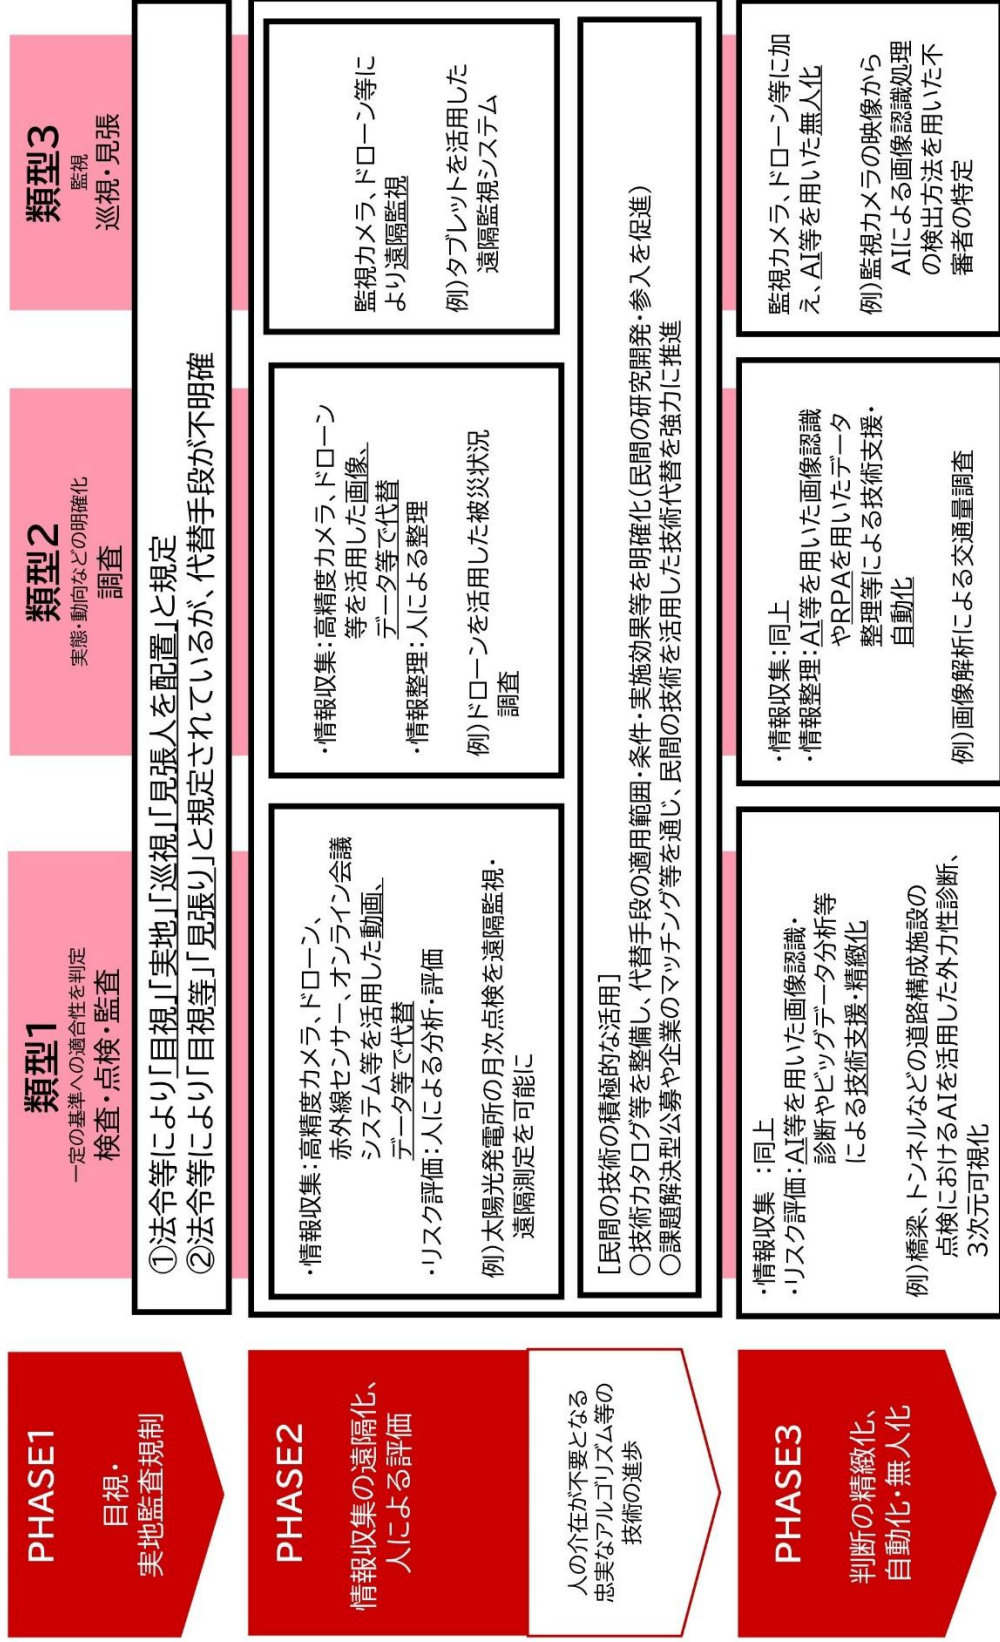 類型1
一定の基準への適合性を判定
検査・点検・監査
類型2
実態・動向などの明確化
調査
類型3
監視
巡視・見張
PHASE1
目視・
実地監査規制
①法令等により「目視」「実地」「巡視」「見張人を配置」と規定
②法令等により「目視等」「見張り」と規定されているが、代替手段が不明確
PHASE2
情報収集の遠隔化、
人による評価
・情報収集:高精度カメラ、ドローン、
赤外線センサー、オンライン会議
システム等を活用した動画、
データ等で代替
・リスク評価:人による分析・評価
例)太陽光発電所の月次点検を遠隔監視・
遠隔測定を可能に
・情報収集:高精度カメラ、ドローン
等を活用した画像、
データ等で代替
・情報整理:人による整理
例)ドローンを活用した被災状況
調査
監視カメラ、ドローン等に
より遠隔監視
例)タブレットを活用した
遠隔監視システム
人の介在が不要となる
忠実なアルゴリズム等の
技術の進歩
[民間の技術の積極的な活用]
○技術カタログ等を整備し、代替手段の適用範囲・条件・実施効果等を明確化(民間の研究開発・参入を促進)
○課題解決型公募や企業のマッチング等を通じ、民間の技術を活用した技術代替を強力に推進
PHASE3
判断の精緻化、
自動化・無人化
・情報収集 :同上
・リスク評価:AI等を用いた画像認識・
診断やビッグデータ分析等
による技術支援・精緻化
例)橋梁、トンネルなどの道路構成施設の
点検におけるAIを活用した外力性診断、
3次元可視化
・情報収集:同上
・情報整理:AI等を用いた画像認識
やRPAを用いたデータ
整理等による技術支援・
自動化
例)画像解析による交通量調査
監視カメラ、ドローン等に加
え、AI等を用いた無人化
例)監視カメラの映像から
AIによる画像認識処理
の検出方法を用いた不
審者の特定